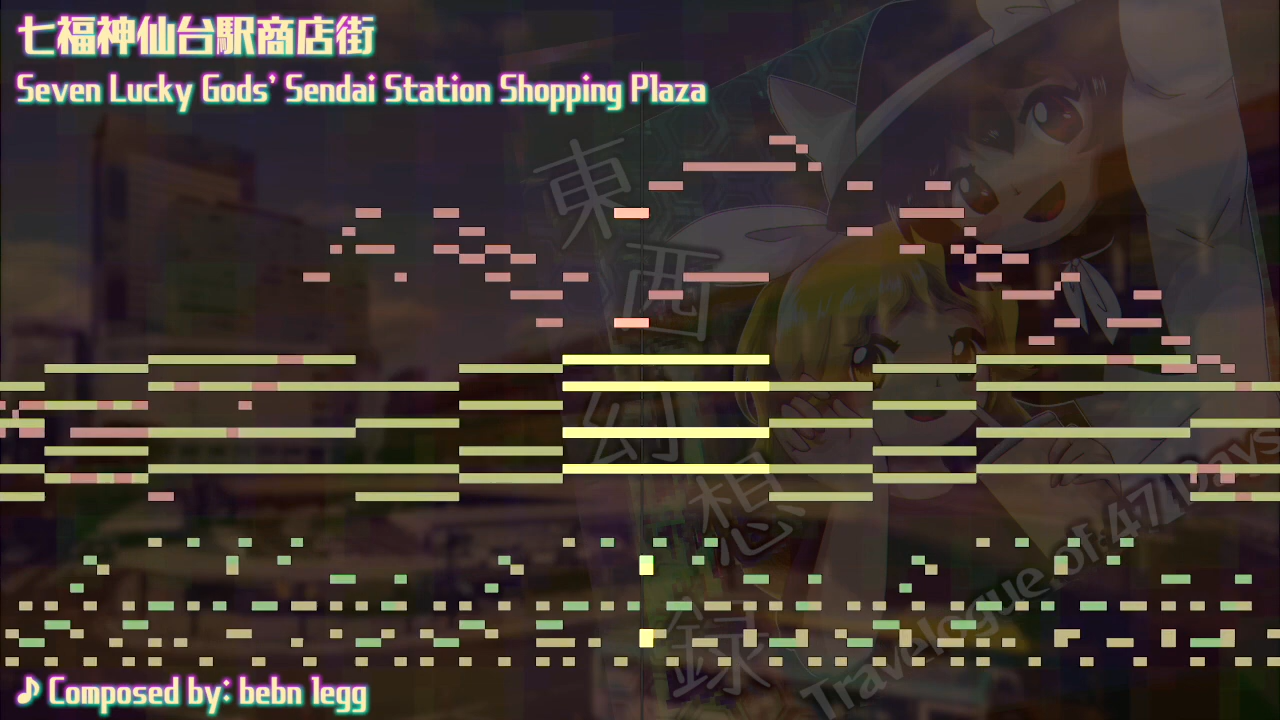 七福神仙台駅商店街
Seven Lucky Gods' Sendai Station Shopping Plaza
東西幻想録
Travelogue of 47 Days
♪ Composed by: bebn legg